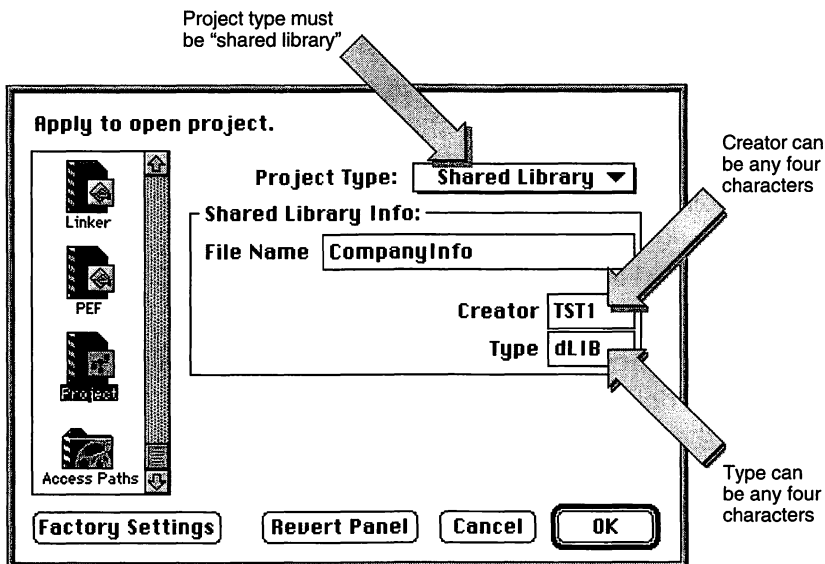 Project type must
be “shared library”
Apply to open project.
Creator can
be any four
characters
Project Type: Shared Library
Linker
Shared Library Info:
File Name CompanyInfo
PEF
Creator TST1
Type dLIB
Project
Access Paths
Type can
be any four
characters
Factory Settings Revert Panel Cancel OK